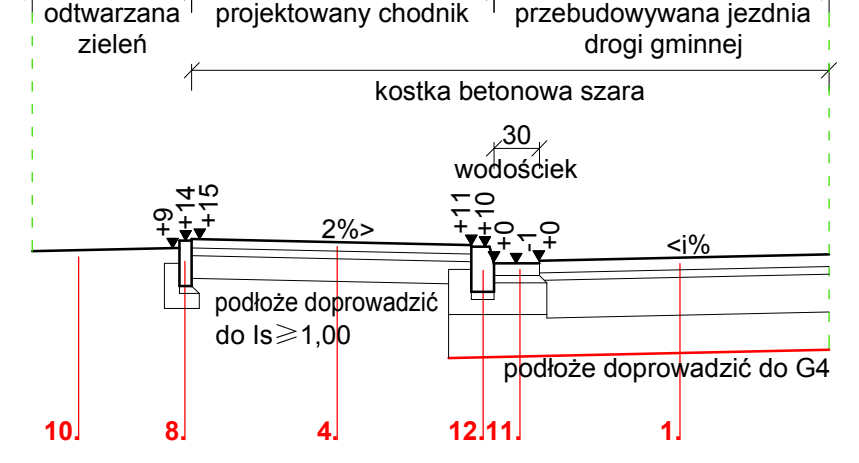 odtwarzana
zieleń
projektowany chodnik
przebudowywana jezdnia
drogi gminnej
kostka betonowa szara
30
wodościek
+9
+14
+15
2%>
+11
+10
+0
-1
+0
<i%
podłoże doprowadzić
do Is≥1,00
podłoże doprowadzić do G4
10.
8.
4.
12.
11.
1.